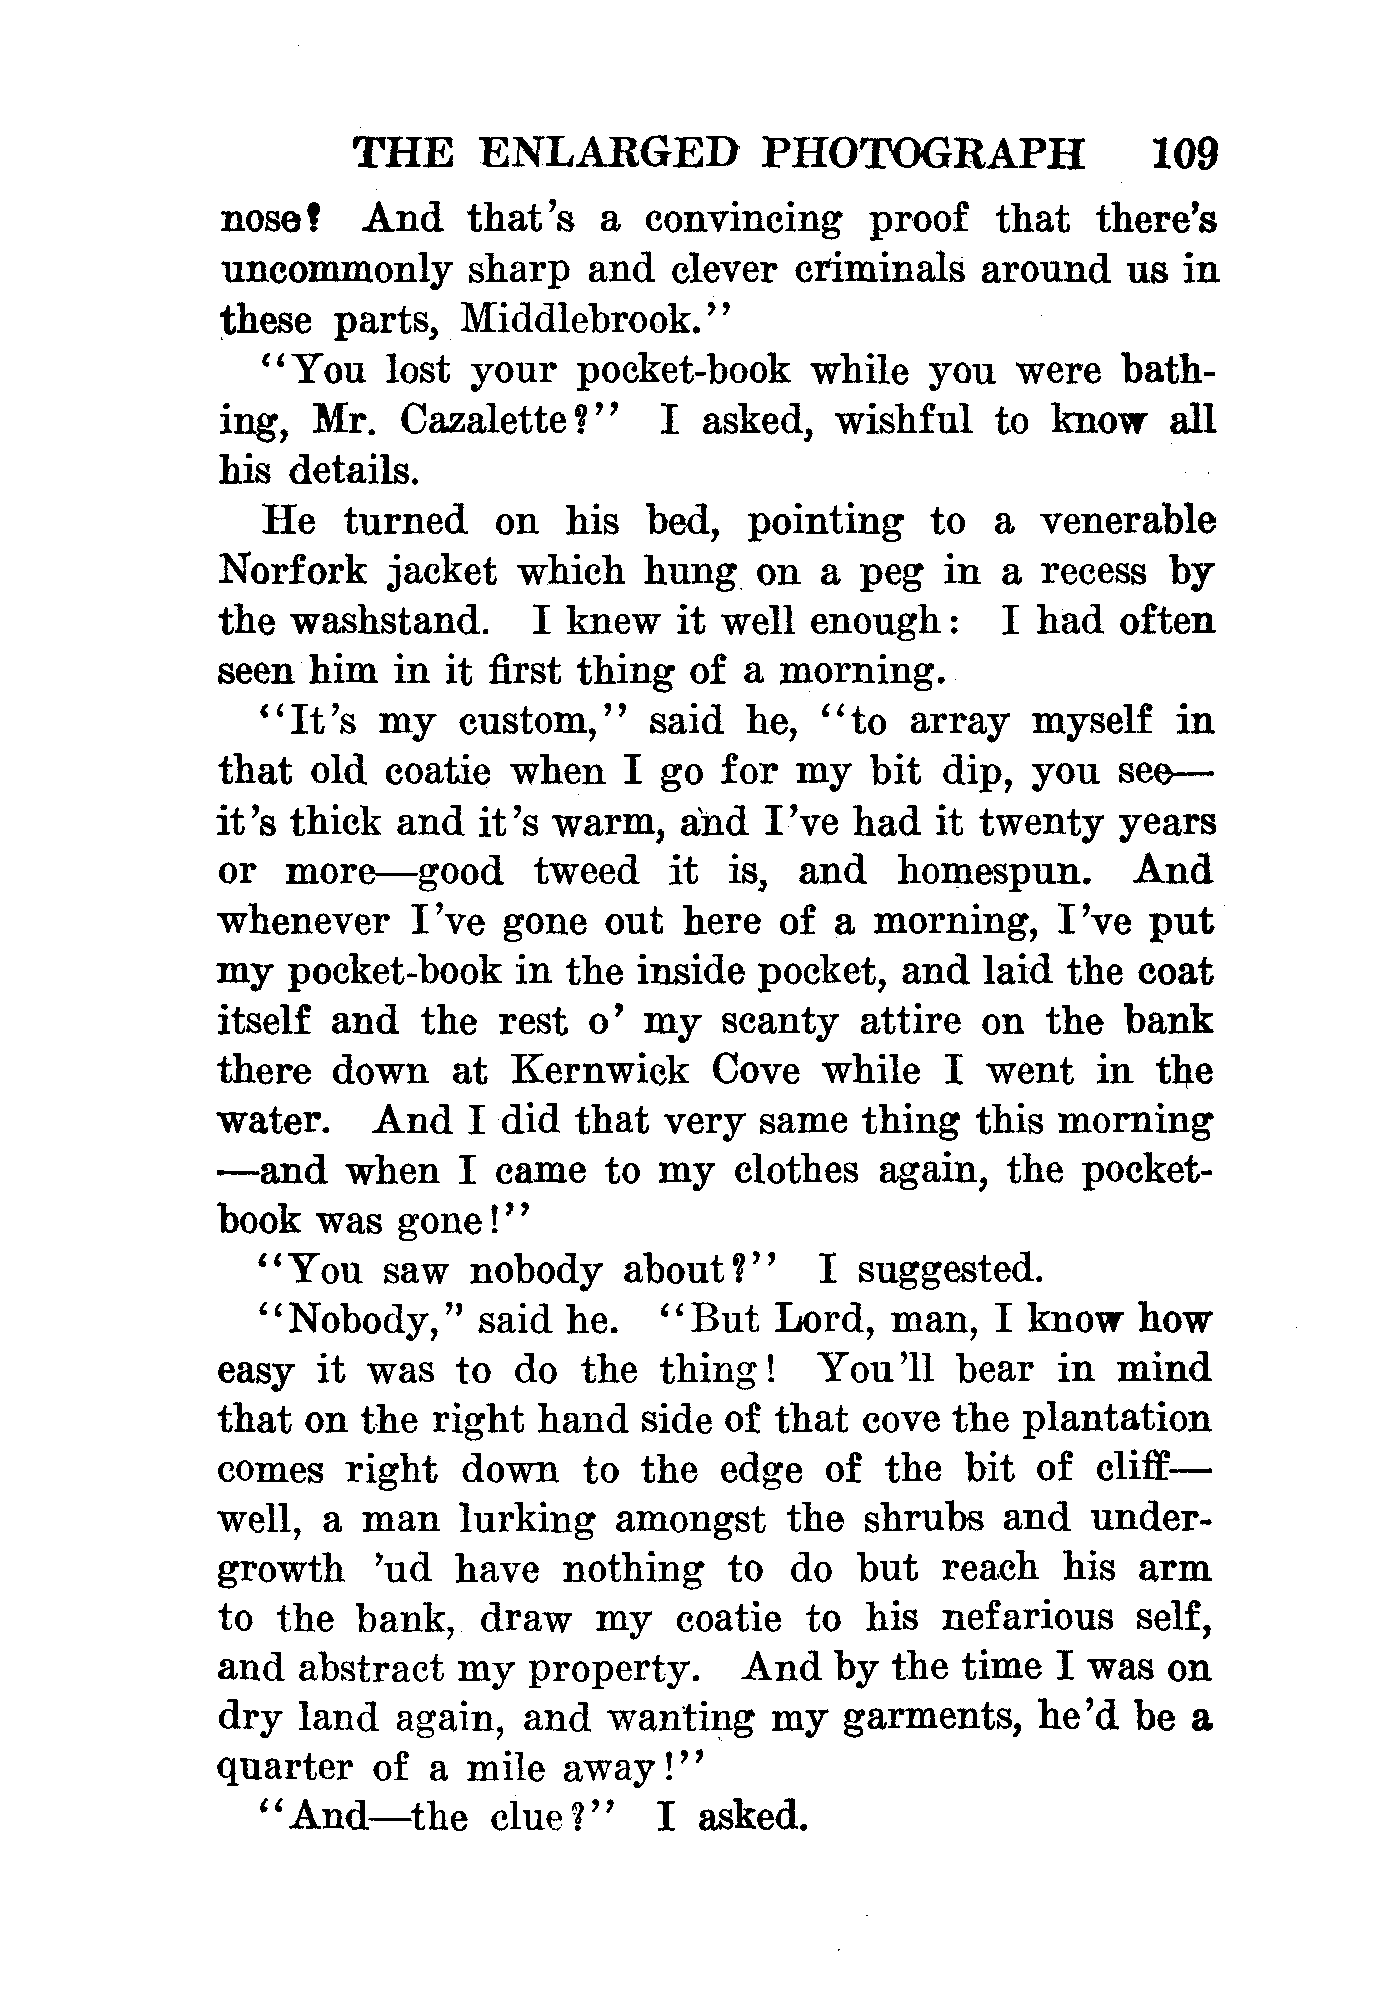 THE ENLARGED PHOTOGRAPH 109
nose? And that's a convincing proof that there's
uncommonly sharp and clever criminals around us in
these parts, Middlebrook."
"You lost your pocket-book while you were bath-
ing, Mr. Cazalette?" I asked, wishful to know all
his details.
He turned on his bed, pointing to a venerable
Norfork jacket which hung on a peg in a recess by
the washstand. I knew it well enough: I had often
seen him in it first thing of a morning.
"It's my custom," said he, "to array myself in
that old coatie when I go for my bit dip, you see—
it's thick and it's warm, and I've had it twenty years
or more—good tweed it is, and homespun. And
whenever I've gone out here of a morning, I've put
my pocket-book in the inside pocket, and laid the coat
itself and the rest o' my scanty attire on the bank
there down at Kernwick Cove while I went in the
water. And I did that very same thing this morning
—and when I came to my clothes again, the pocket-
book was gone!"
"You saw nobody about?" I suggested.
"Nobody," said he. "But Lord, man, I know how
easy it was to do the thing! You'll bear in mind
that on the right hand side of that cove the plantation
comes right down to the edge of the bit of cliff—
well, a man lurking amongst the shrubs and under-
growth 'ud have nothing to do but reach his arm
to the bank, draw my coatie to his nefarious self,
and abstract my property. And by the time I was on
dry land again, and wanting my garments, he'd be a
quarter of a mile away!"
"And—the clue?" I asked.